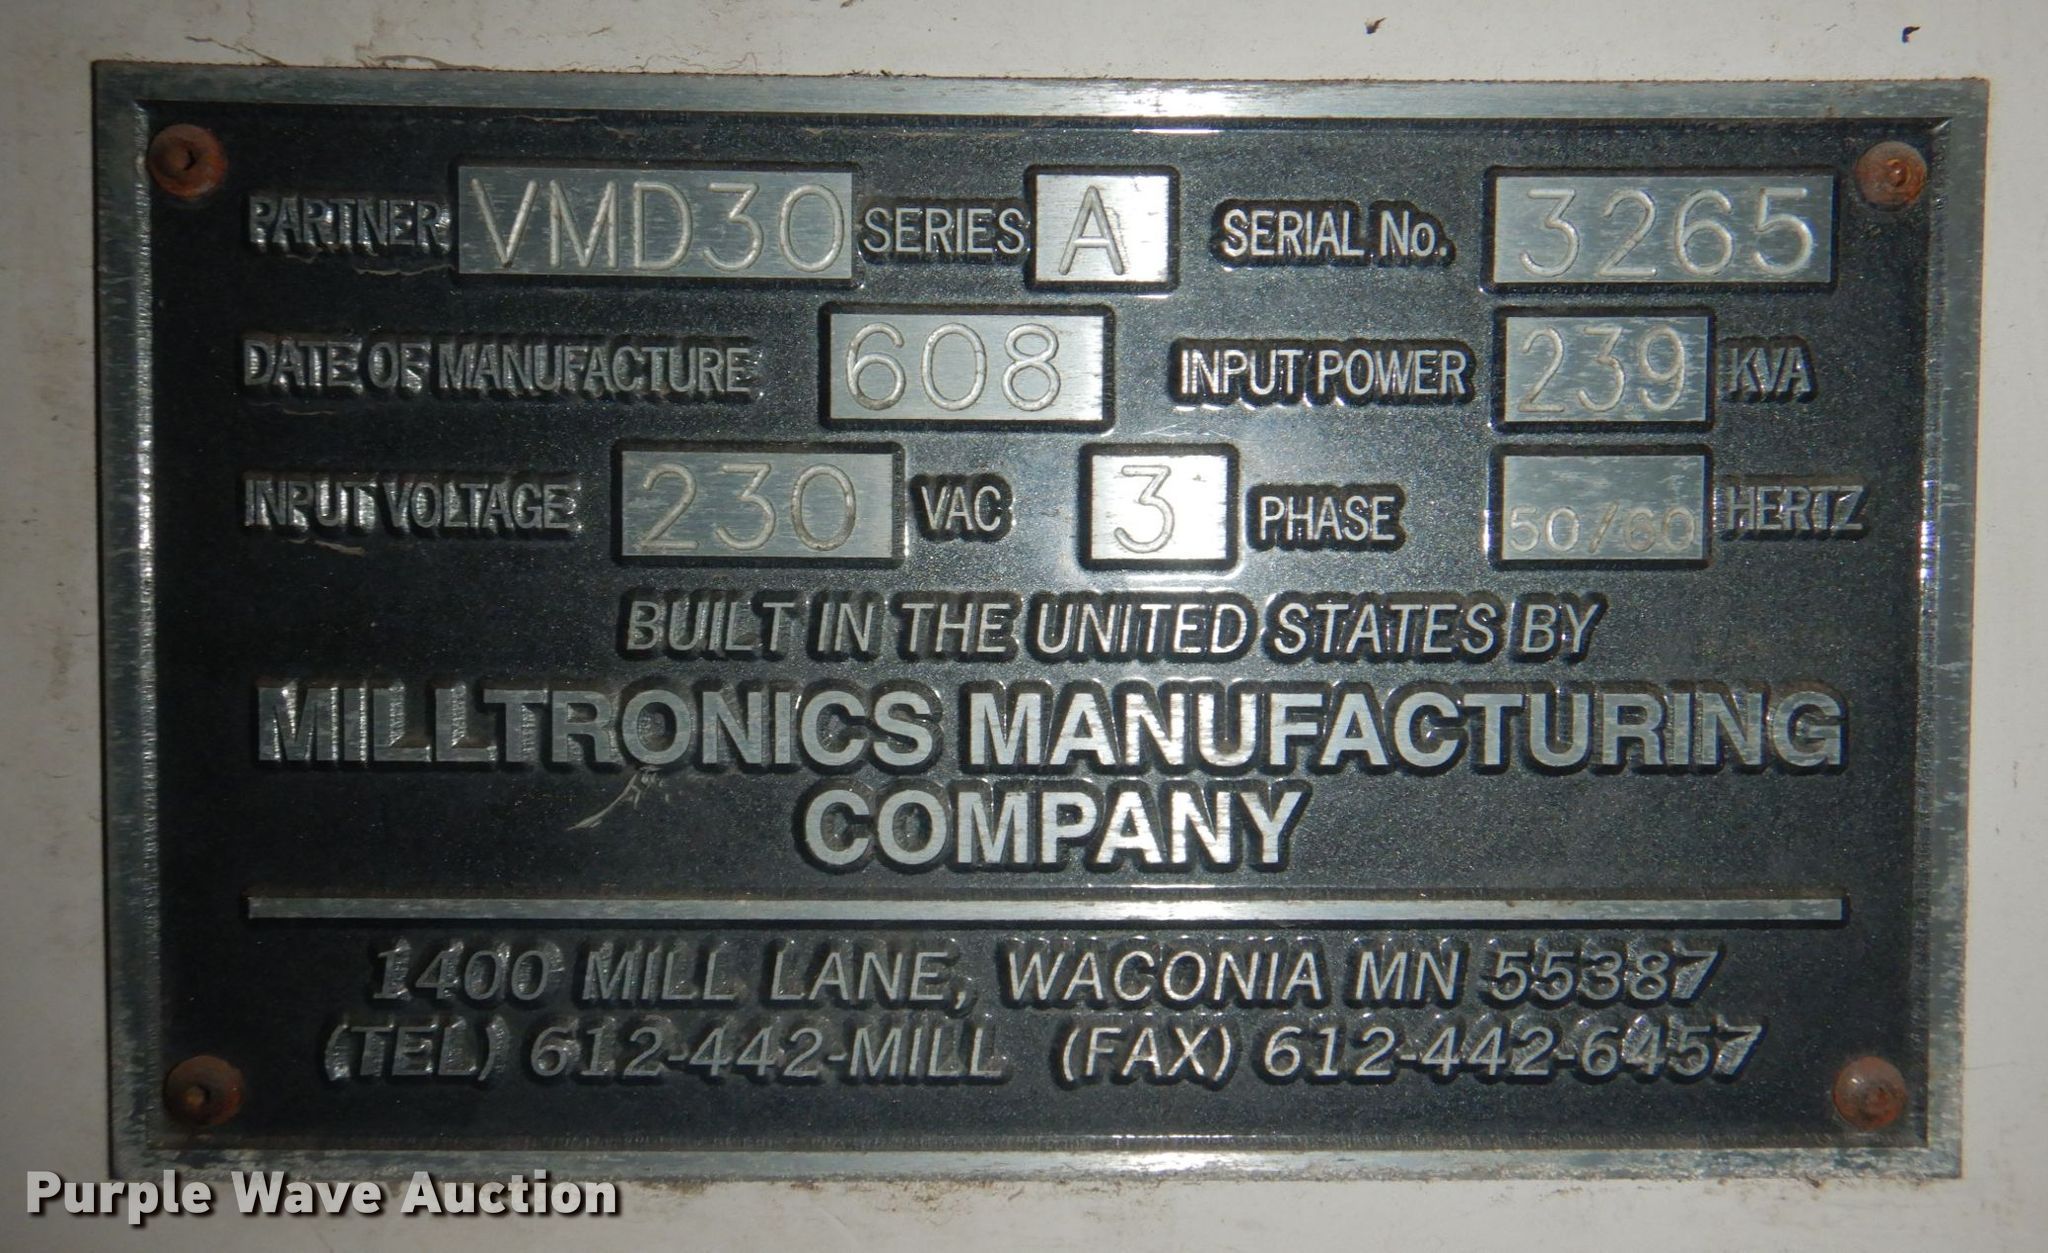 PARTNER VMD30 SERIES A SERIAL No. 3265
DATE OF MANUFACTURE 608 INPUT POWER 239 KVA
INPUT VOLTAGE 230 VAC 3 PHASE 50/60 HERTZ
BUILT IN THE UNITED STATES BY
MILLTRONICS MANUFACTURING
COMPANY
1400 MILL LANE, WACONIA MN 55387
(TEL) 612-442-MILL (FAX) 612-442-6457
Purple Wave Auction